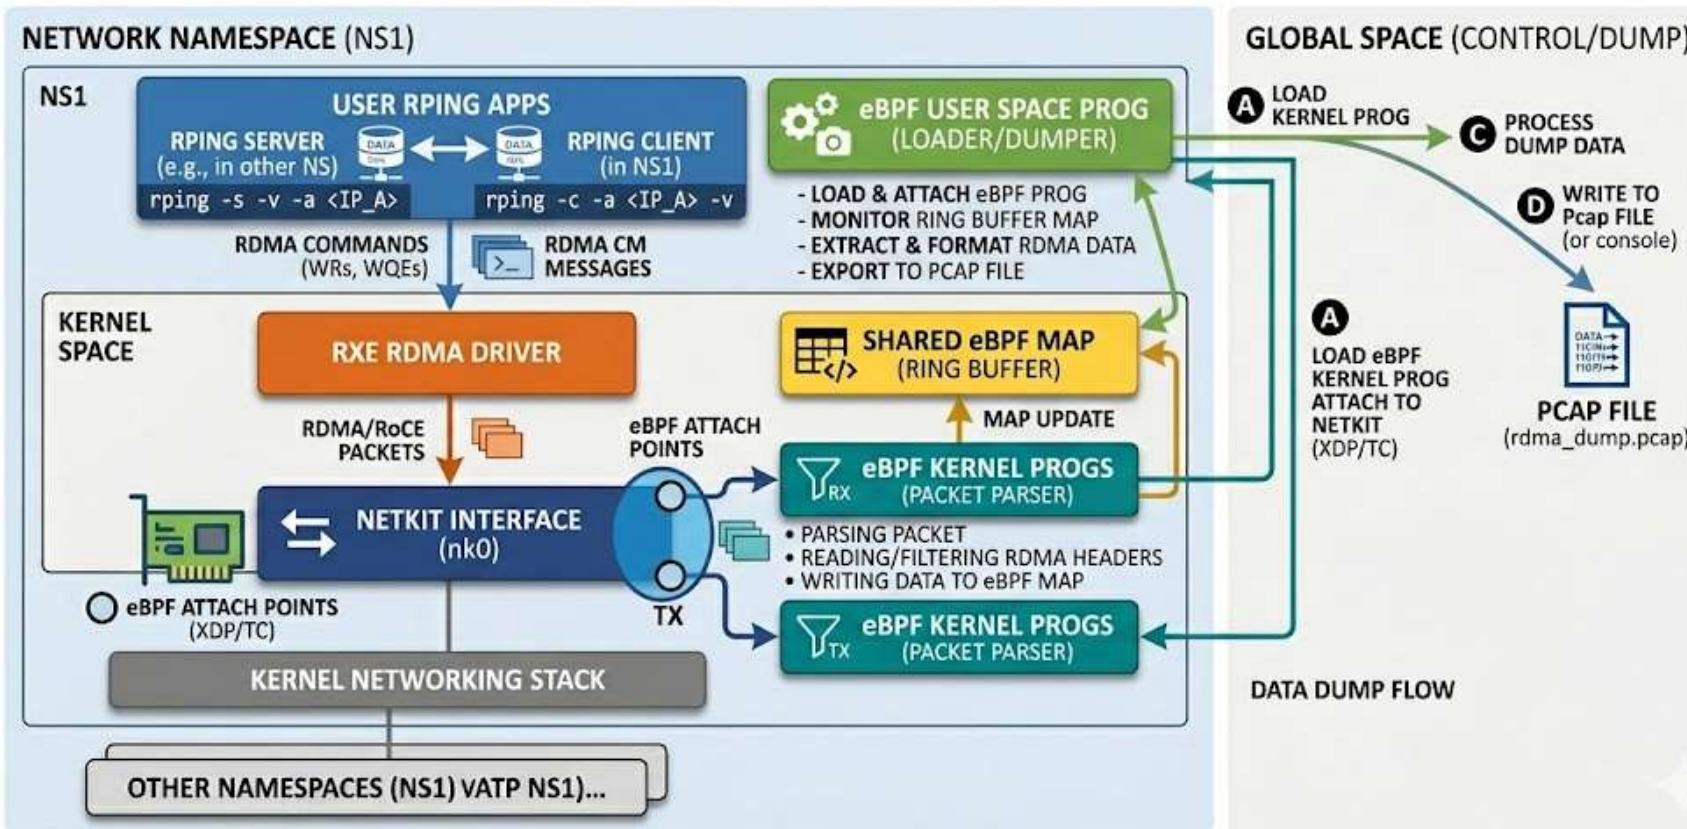 NETWORK NAMESPACE (NS1)
NS1
USER RPING APPS
RPING SERVER
(e.g., in other NS)
DATA
DATA
RPING CLIENT
(in NS1)
rping -s -v -a <IP_A>
rping -c -a <IP_A> -v
RDMA COMMANDS
(WRs, WQEs)
>_
RDMA CM
MESSAGES
eBPF USER SPACE PROG
(LOADER/DUMPER)
- LOAD & ATTACH eBPF PROG
- MONITOR RING BUFFER MAP
- EXTRACT & FORMAT RDMA DATA
- EXPORT TO PCAP FILE
KERNEL
SPACE
RXE RDMA DRIVER
RDMA/RoCE
PACKETS
eBPF ATTACH
POINTS
SHARED eBPF MAP
(RING BUFFER)
</>
MAP UPDATE
NETKIT INTERFACE
(nk0)
TX
eBPF ATTACH POINTS
(XDP/TC)
RX
eBPF KERNEL PROGS
(PACKET PARSER)
• PARSING PACKET
• READING/FILTERING RDMA HEADERS
• WRITING DATA TO eBPF MAP
TX
eBPF KERNEL PROGS
(PACKET PARSER)
KERNEL NETWORKING STACK
OTHER NAMESPACES (NS1) VATP NS1)...
GLOBAL SPACE (CONTROL/DUMP)
A
LOAD
KERNEL PROG
C
PROCESS
DUMP DATA
D
WRITE TO
Pcap FILE
(or console)
A
LOAD eBPF
KERNEL PROG
ATTACH TO
NETKIT
(XDP/TC)
DATA
PCAP FILE
(rdma_dump.pcap)
DATA DUMP FLOW